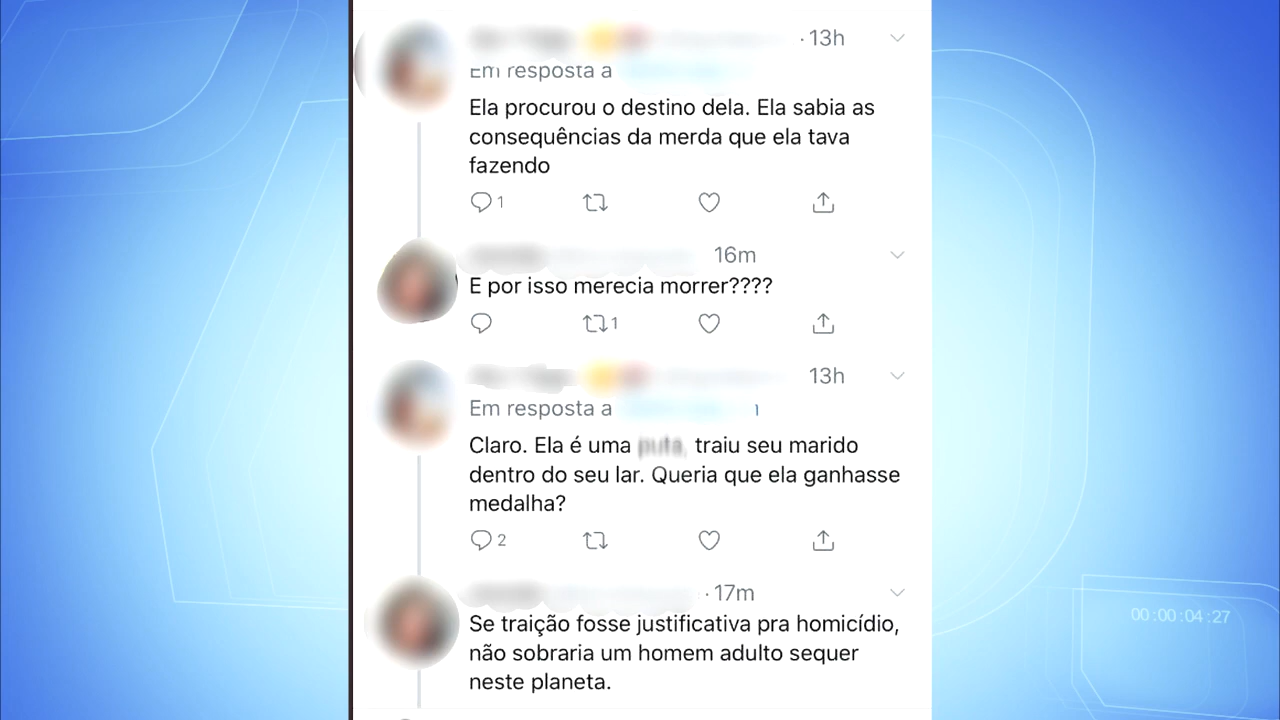 · 13h
Em resposta a
Ela procurou o destino dela. Ela sabia as
consequências da merda que ela tava
fazendo
1
16m
E por isso merecia morrer????
1
13h
Em resposta a
Claro. Ela é uma puta, traiu seu marido
dentro do seu lar. Queria que ela ganhasse
medalha?
2
· 17m
Se traição fosse justificativa pra homicídio,
não sobraria um homem adulto sequer
neste planeta.
00:00:04:27